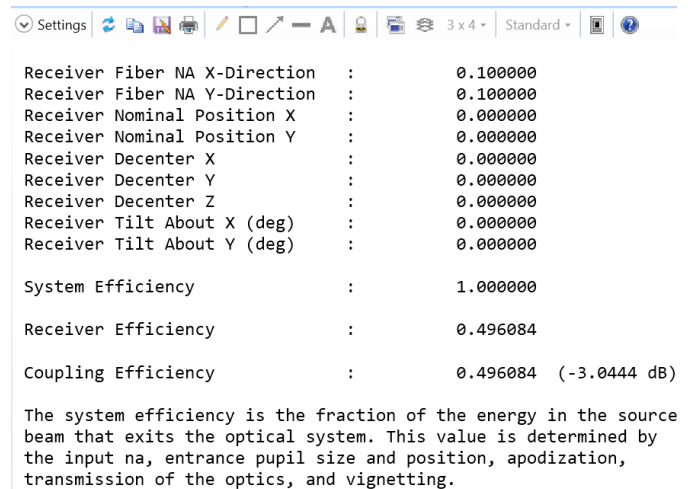 Settings 3 x 4 Standard
Receiver Fiber NA X-Direction : 0.100000
Receiver Fiber NA Y-Direction : 0.100000
Receiver Nominal Position X : 0.000000
Receiver Nominal Position Y : 0.000000
Receiver Decenter X : 0.000000
Receiver Decenter Y : 0.000000
Receiver Decenter Z : 0.000000
Receiver Tilt About X (deg) : 0.000000
Receiver Tilt About Y (deg) : 0.000000
System Efficiency : 1.000000
Receiver Efficiency : 0.496084
Coupling Efficiency : 0.496084 (-3.0444 dB)
The system efficiency is the fraction of the energy in the source
beam that exits the optical system. This value is determined by
the input na, entrance pupil size and position, apodization,
transmission of the optics, and vignetting.